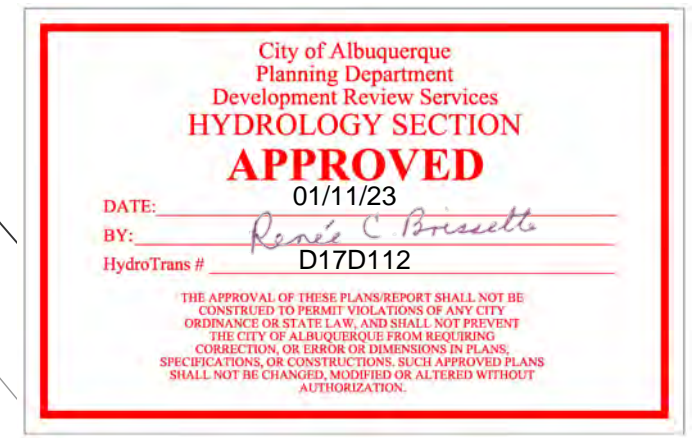 City of Albuquerque
Planning Department
Development Review Services
HYDROLOGY SECTION
APPROVED
DATE: 01/11/23
BY: Renée C Brissette
HydroTrans # D17D112
THE APPROVAL OF THESE PLANS/REPORT SHALL NOT BE
CONSTRUED TO PERMIT VIOLATIONS OF ANY CITY
ORDINANCE OR STATE LAW, AND SHALL NOT PREVENT
THE CITY OF ALBUQUERQUE FROM REQUIRING
CORRECTION, OR ERROR OR DIMENSIONS IN PLANS,
SPECIFICATIONS, OR CONSTRUCTIONS. SUCH APPROVED PLANS
SHALL NOT BE CHANGED, MODIFIED OR ALTERED WITHOUT
AUTHORIZATION.